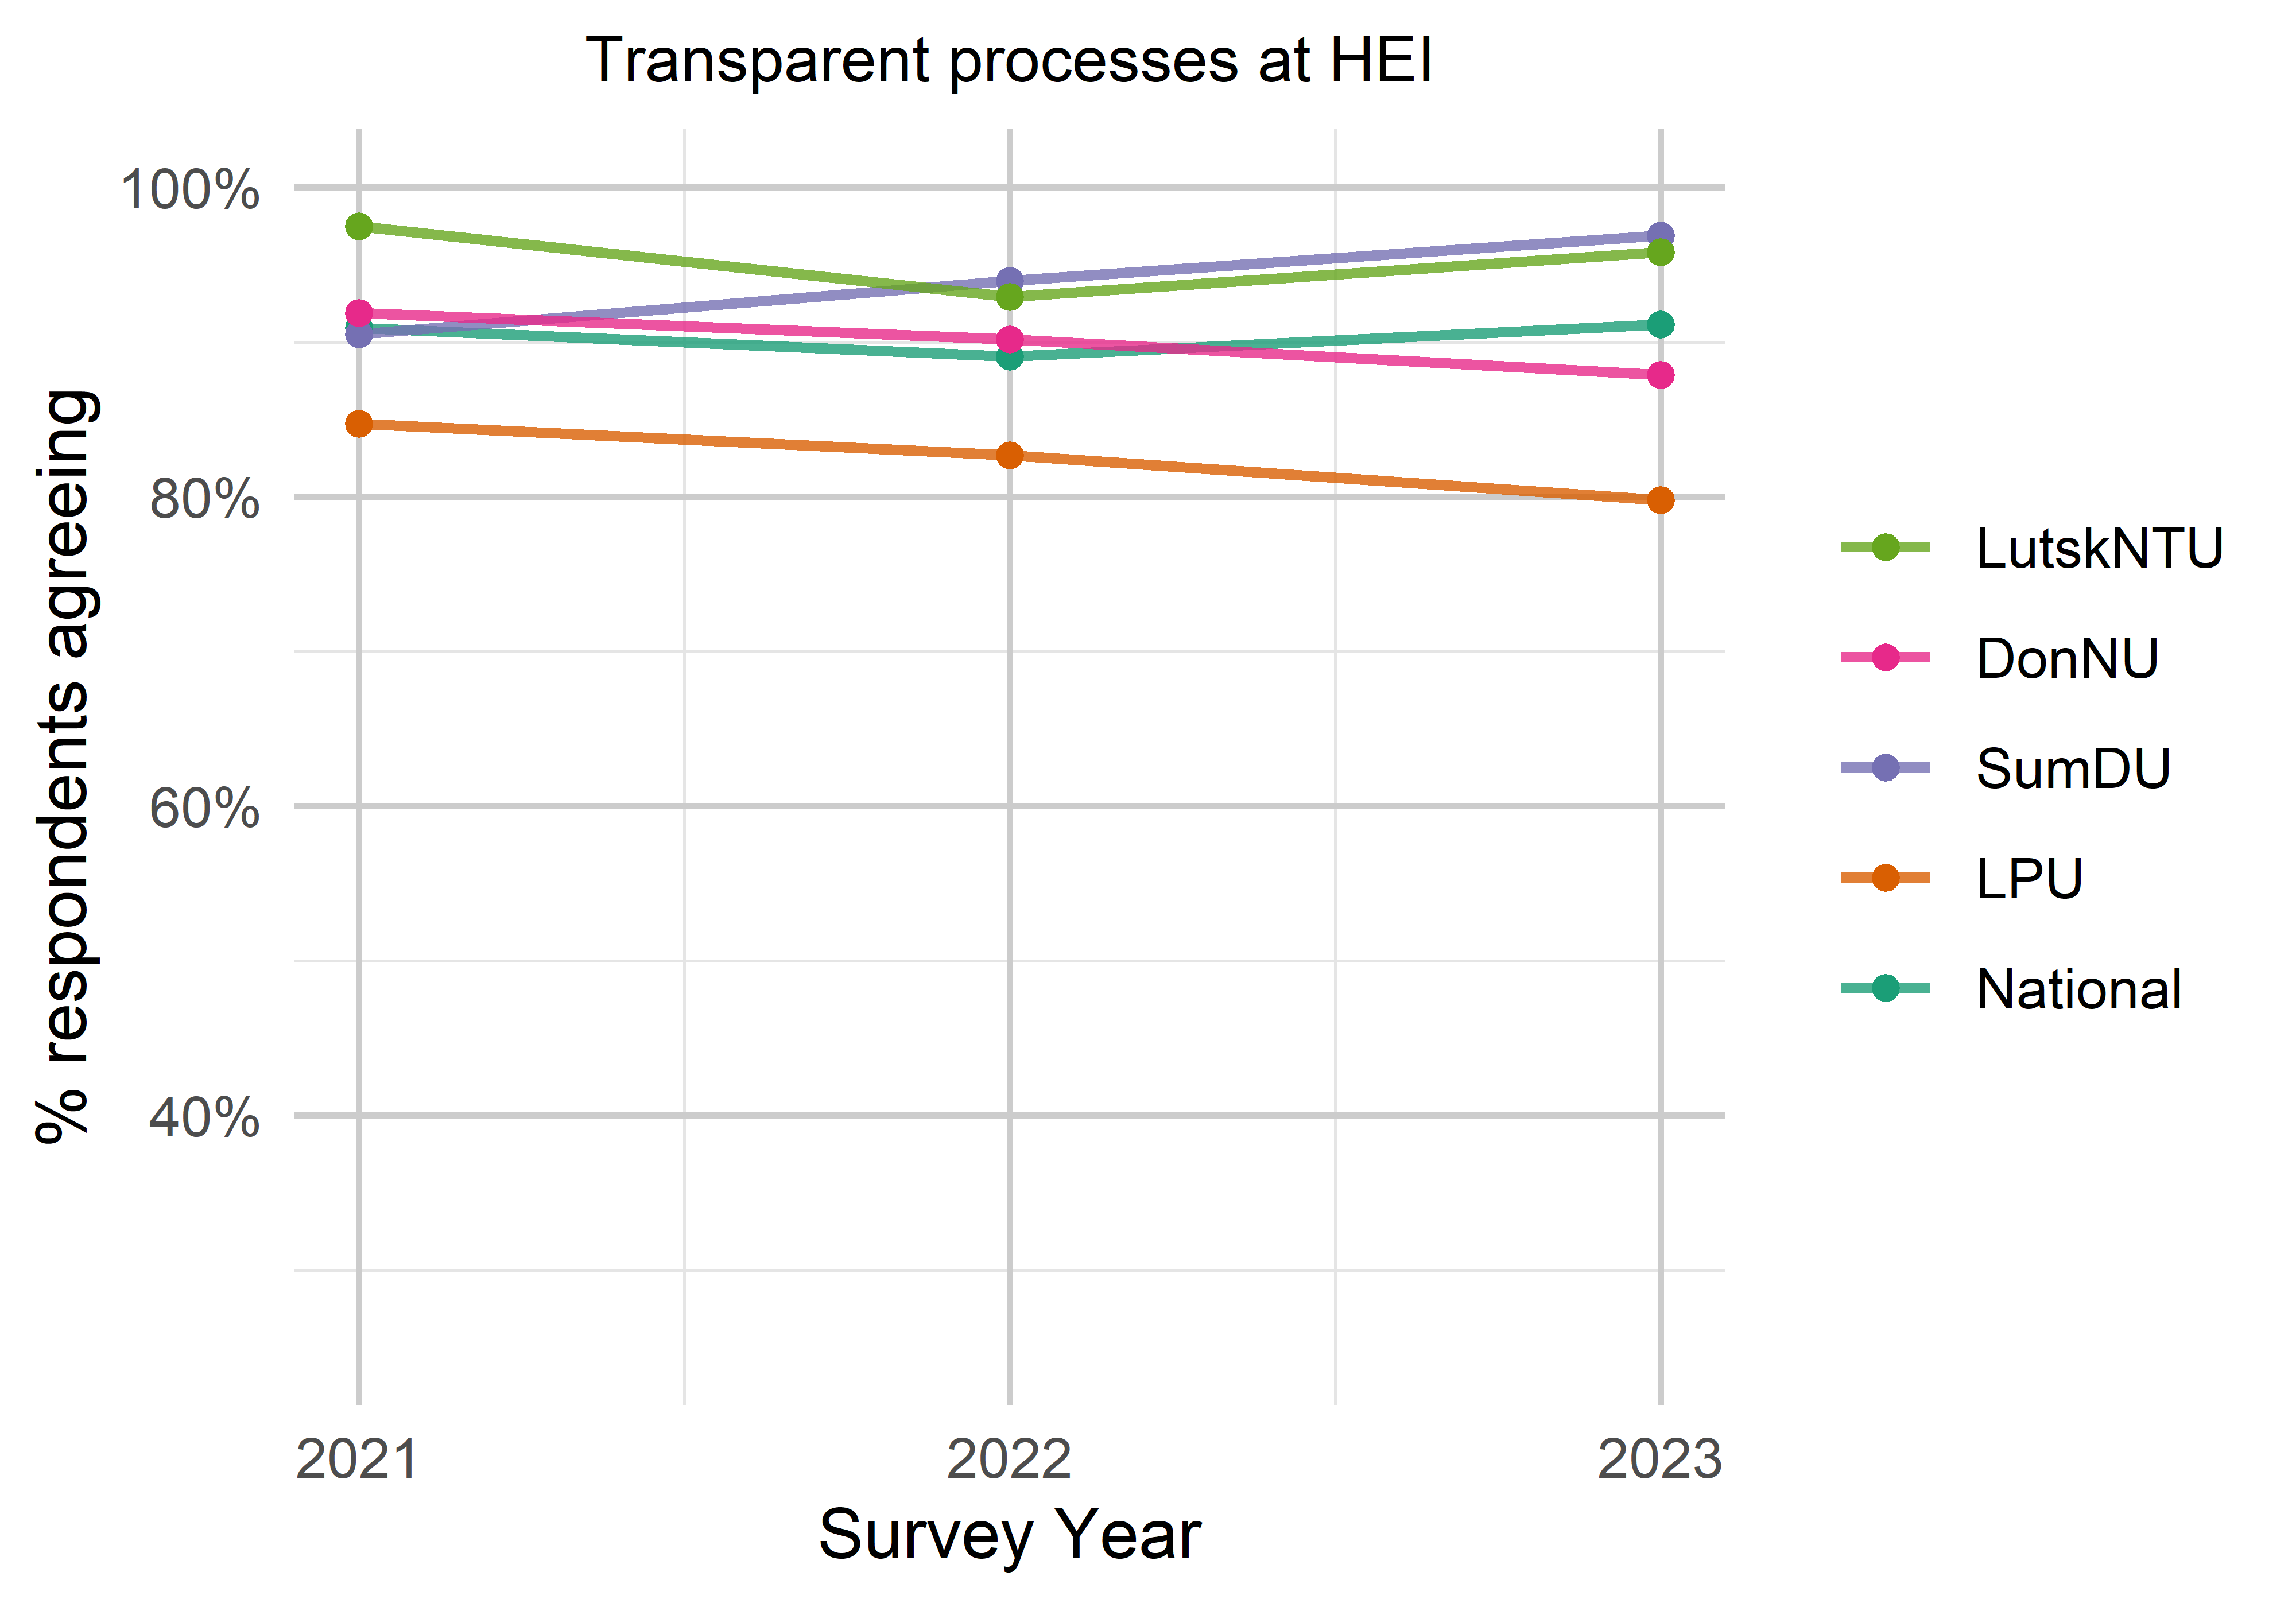 Transparent processes at HEI
100%
80%
60%
40%
% respondents agreeing
2021
2022
2023
Survey Year
LutskNTU
DonNU
SumDU
LPU
National